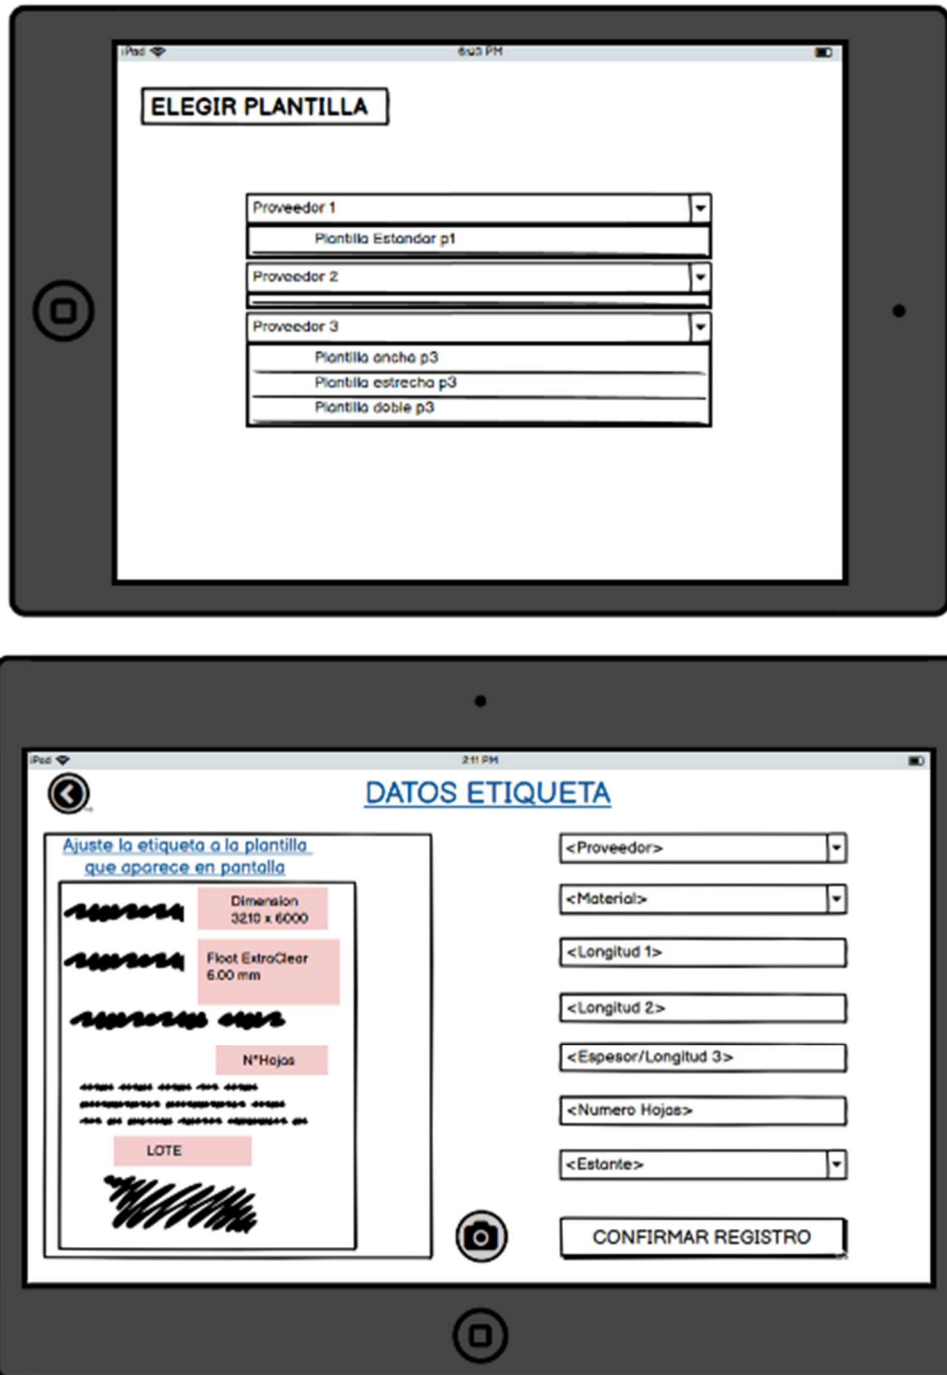 iPad
6:03 PM
ELEGIR PLANTILLA
Proveedor 1
Plantilla Estandar p1
Proveedor 2
Proveedor 3
Plantilla ancha p3
Plantilla estrecha p3
Plantilla doble p3
iPad
2:11 PM
DATOS ETIQUETA
Ajuste la etiqueta a la plantilla
que aparece en pantalla
Dimension
3210 x 6000
Float ExtraClear
6.00 mm
N°Hojas
LOTE
<Proveedor>
<Material>
<Longitud 1>
<Longitud 2>
<Espesor/Longitud 3>
<Numero Hojas>
<Estante>
CONFIRMAR REGISTRO